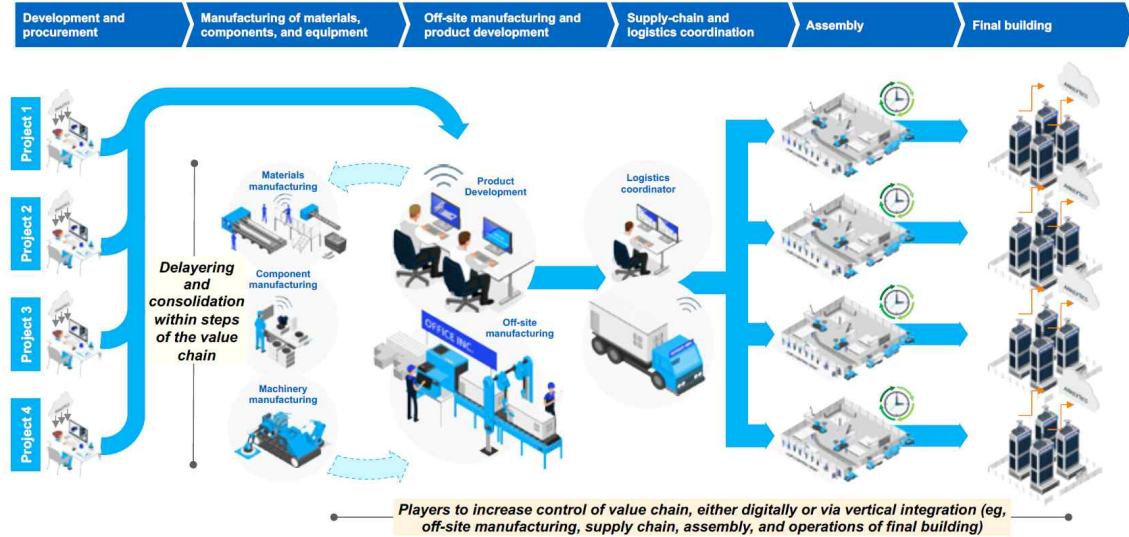 Development and
procurement
Manufacturing of materials,
components, and equipment
Off-site manufacturing and
product development
Supply-chain and
logistics coordination
Assembly
Final building
Project 1
Project 2
Project 3
Project 4
Delayering
and
consolidation
within steps
of the value
chain
Materials
manufacturing
Component
manufacturing
Machinery
manufacturing
Product
Development
OFFICE INC.
Off-site
manufacturing
Logistics
coordinator
ANALYTICS
ANALYTICS
ANALYTICS
ANALYTICS
Players to increase control of value chain, either digitally or via vertical integration (eg,
off-site manufacturing, supply chain, assembly, and operations of final building)